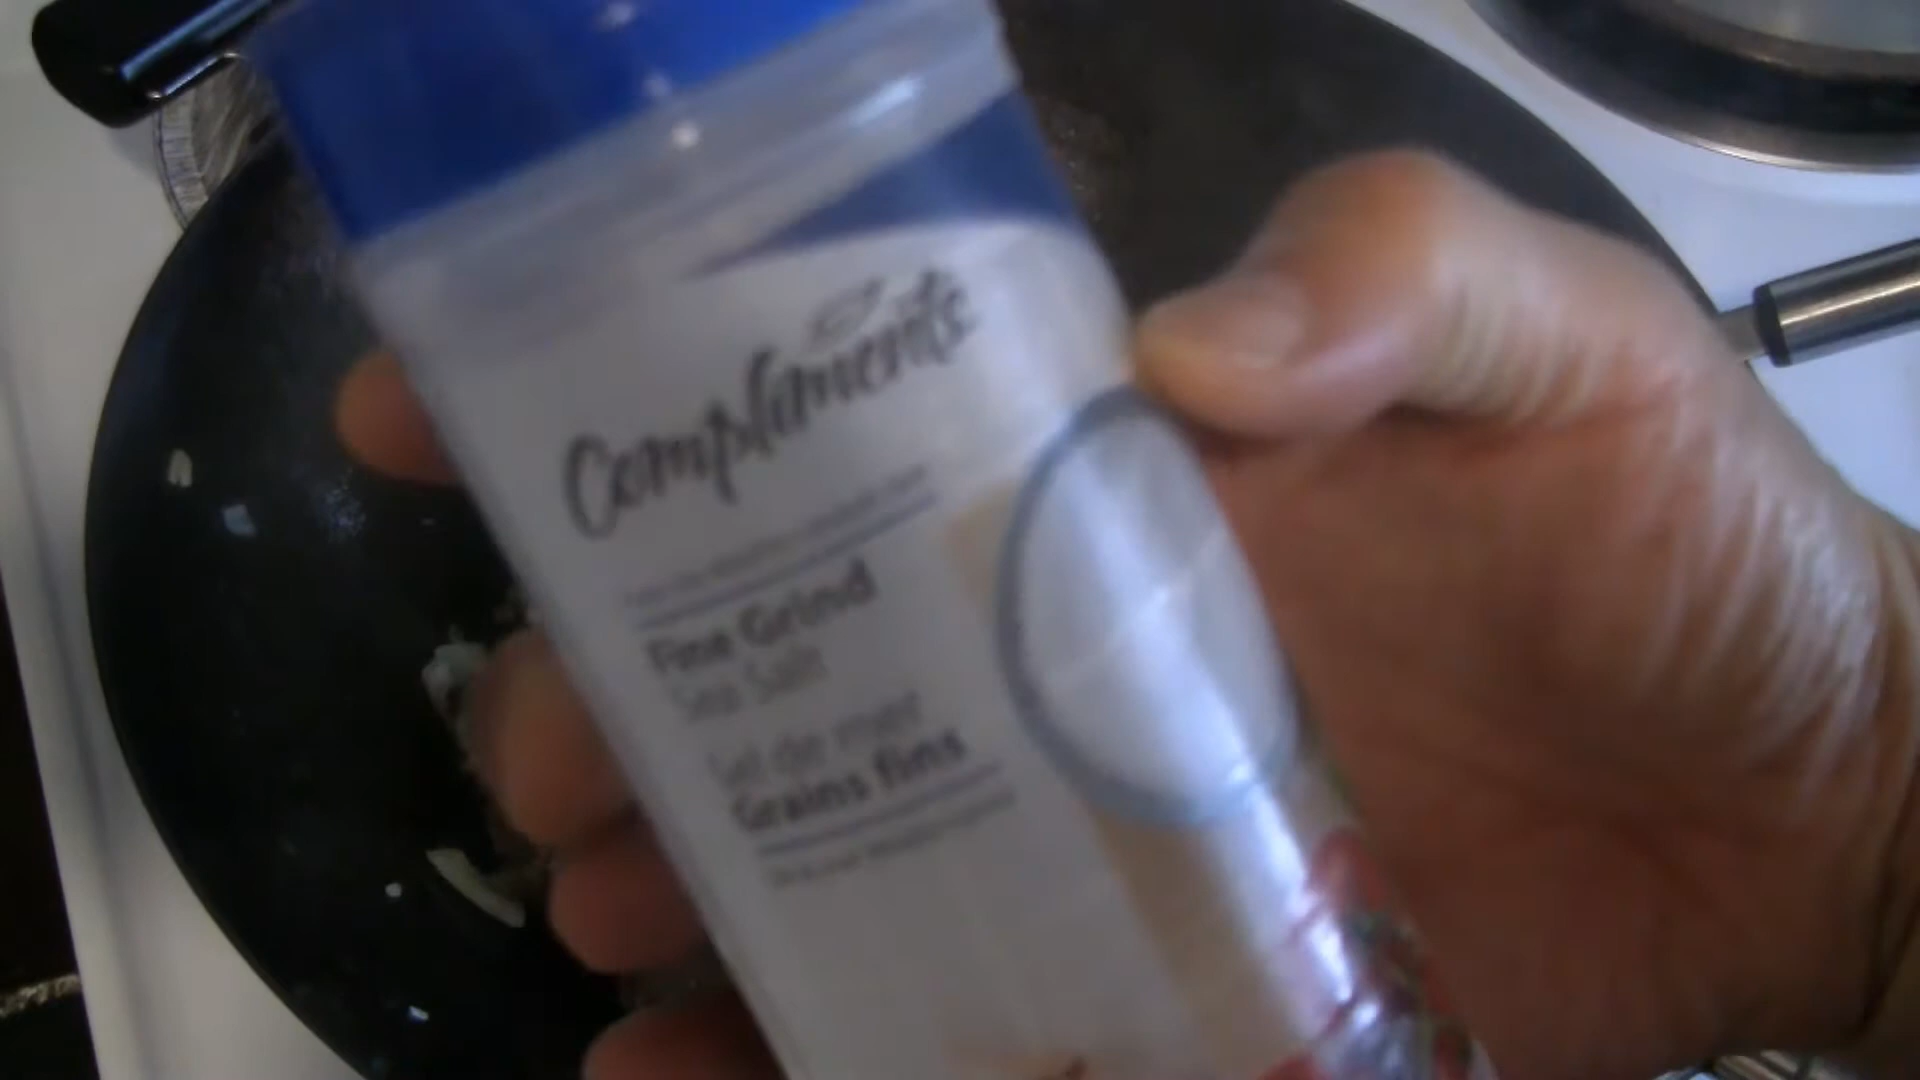 Compliments
Fine Grind
Sea Salt
Sel de mer
Grains fins